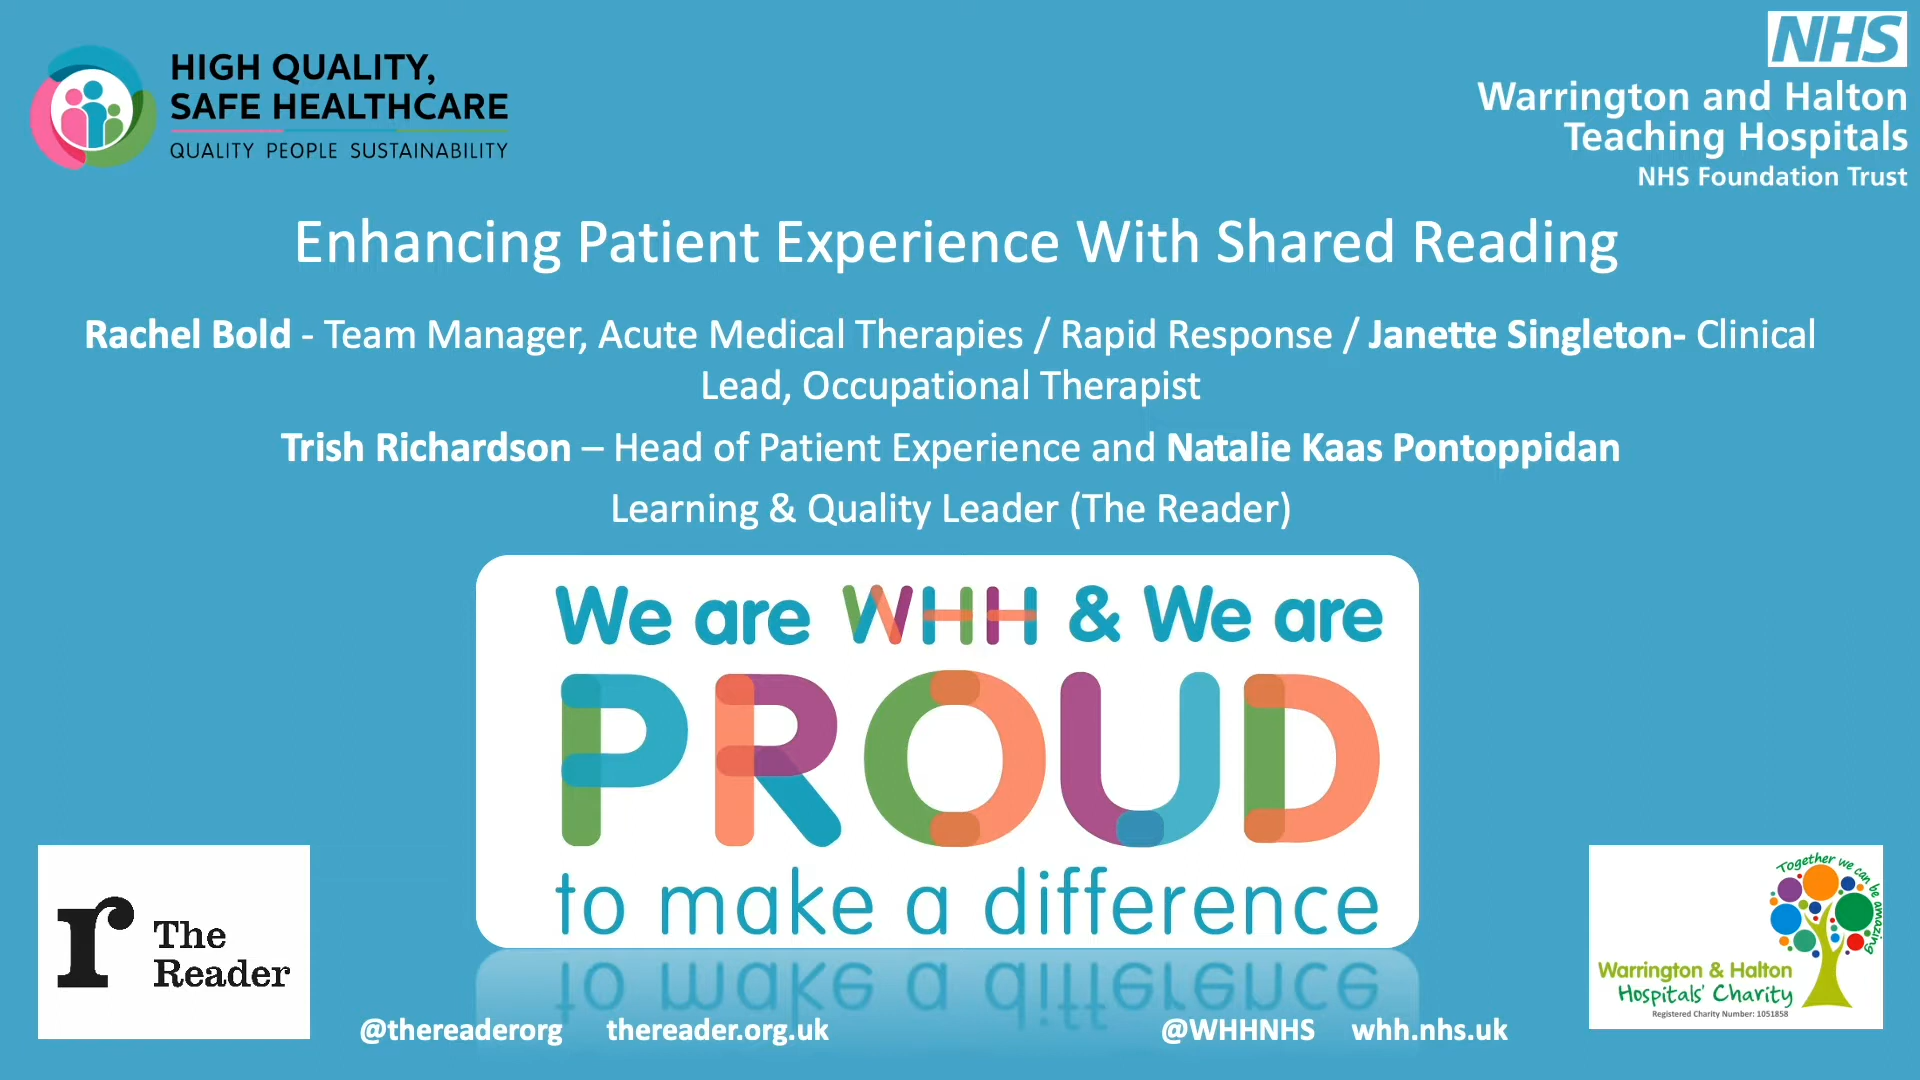 HIGH QUALITY,
SAFE HEALTHCARE
QUALITY PEOPLE SUSTAINABILITY
NHS
Warrington and Halton
Teaching Hospitals
NHS Foundation Trust
Enhancing Patient Experience With Shared Reading
Rachel Bold - Team Manager, Acute Medical Therapies / Rapid Response / Janette Singleton- Clinical
Lead, Occupational Therapist
Trish Richardson – Head of Patient Experience and Natalie Kaas Pontoppidan
Learning & Quality Leader (The Reader)
We are WHH & We are
PROUD
to make a difference
r The
Reader
Together we can be amazing
Warrington & Halton
Hospitals' Charity
Registered Charity Number: 1051858
@thereaderorg thereader.org.uk @WHHNHS whh.nhs.uk